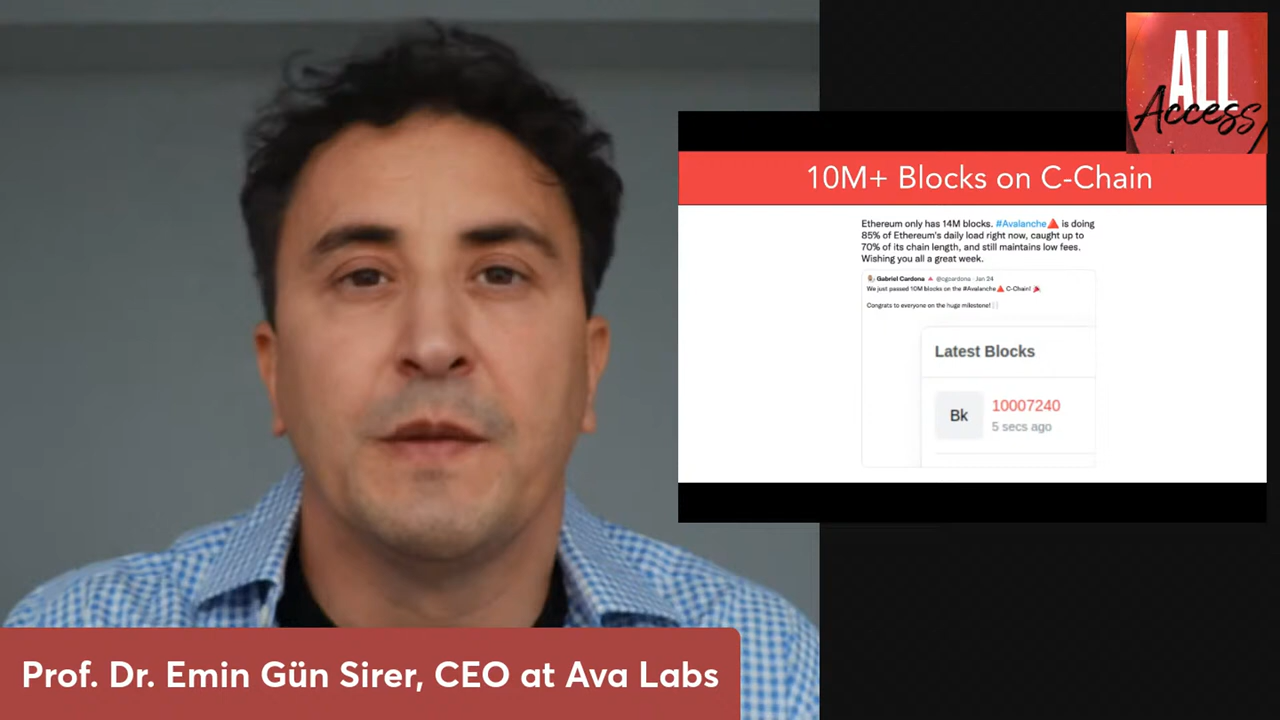 ALL
Access
10M+ Blocks on C-Chain
Ethereum only has 14M blocks. #Avalanche🔺 is doing
85% of Ethereum's daily load right now, caught up to
70% of its chain length, and still maintains low fees.
Wishing you all a great week.
Gabriel Cardona 🔺 @cgcardona · Jan 24
We just passed 10M blocks on the #Avalanche🔺 C-Chain! 🎉
Congrats to everyone on the huge milestone!
Latest Blocks
Bk
10007240
5 secs ago
Prof. Dr. Emin Gün Sirer, CEO at Ava Labs